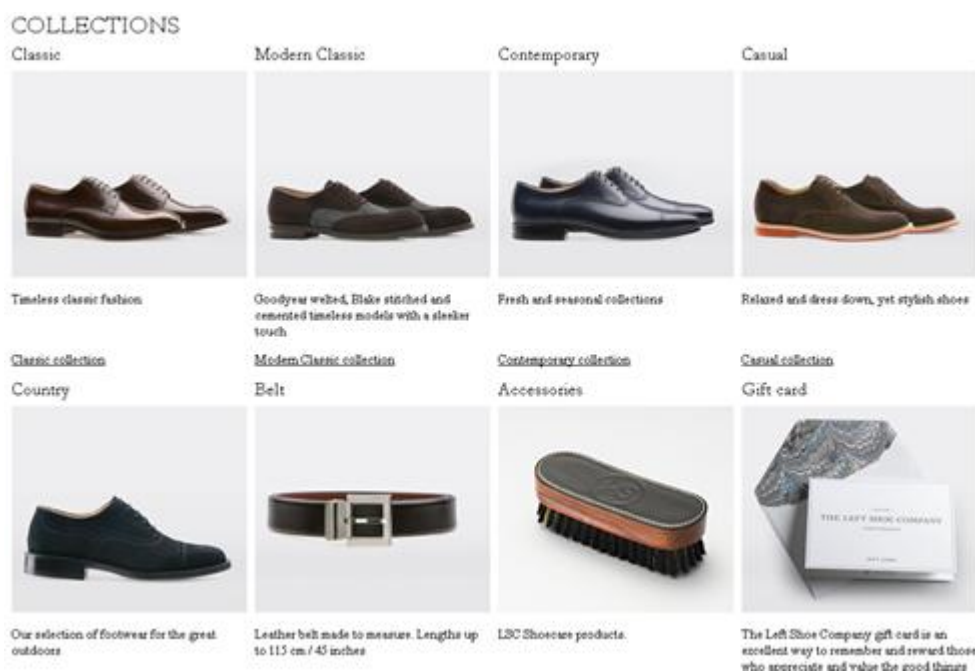 COLLECTIONS
Classic
Modern Classic
Contemporary
Casual
Timeless classic fashion
Goodyear welted, Blake stitched and
cemented timeless models with a sleeker
touch
Fresh and seasonal collections
Relaxed and dress down, yet stylish shoes
Classic collection
Modern Classic collection
Contemporary collection
Casual collection
Country
Belt
Accessories
Gift card
THE LEFT SHOE COMPANY
Our selection of footwear for the great
outdoors
Leather belt made to measure. Lengths up
to 115 cm / 45 inches
LSC Shoecare products.
The Left Shoe Company gift card is an
excellent way to remember and reward those
who appreciate and value the good things